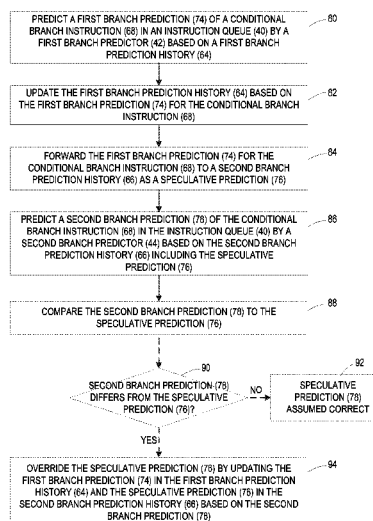 PREDICT A FIRST BRANCH PREDICTION (74) OF A CONDITIONAL
BRANCH INSTRUCTION (68) IN AN INSTRUCTION QUEUE (40) BY A
FIRST BRANCH PREDICTOR (42) BASED ON A FIRST BRANCH
PREDICTION HISTORY (64)
80
UPDATE THE FIRST BRANCH PREDICTION HISTORY (64) BASED ON
THE FIRST BRANCH PREDICTION (74) FOR THE CONDITIONAL
BRANCH INSTRUCTION
(68)
82
FORWARD THE FIRST BRANCH PREDICTION (74) FOR THE
CONDITIONAL BRANCH INSTRUCTION (68) TO A SECOND BRANCH
PREDICTION HISTORY (66) AS A SPECULATIVE PREDICTION (76)
84
PREDICT A SECOND BRANCH PREDICTION (78) OF THE CONDITIONAL
BRANCH INSTRUCTION (68) IN THE INSTRUCTION QUEUE (40) BY A
SECOND BRANCH PREDICTOR (44) BASED ON THE SECOND BRANCH
PREDICTION HISTORY (66) INCLUDING THE SPECULATIVE
PREDICTION (76)
86
COMPARE THE SECOND BRANCH PREDICTION (78) TO THE
SPECULATIVE PREDICTION
(76)
88
90
SECOND BRANCH PREDICTION (78)
DIFFERS FROM THE SPECULATIVE
PREDICTION (76)?
NO
92
SPECULATIVE
PREDICTION (76)
ASSUMED CORRECT
YES
OVERRIDE THE SPECULATIVE PREDICTION (76) BY UPDATING THE
FIRST BRANCH PREDICTION (74) IN THE FIRST BRANCH PREDICTION
HISTORY (64) AND THE SPECULATIVE PREDICTION (76) IN THE
SECOND BRANCH PREDICTION HISTORY (66) BASED ON THE SECOND
BRANCH PREDICTION (78)
94